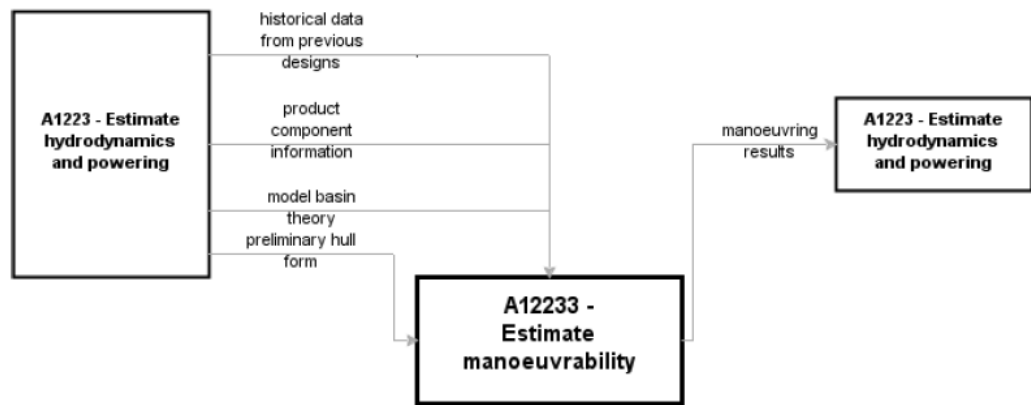 historical data
from previous
designs
A1223 - Estimate
hydrodynamics
and powering
product
component
information
model basin
theory
preliminary hull
form
A12233 -
Estimate
manoeuvrability
manoeuvring
results
A1223 - Estimate
hydrodynamics
and powering